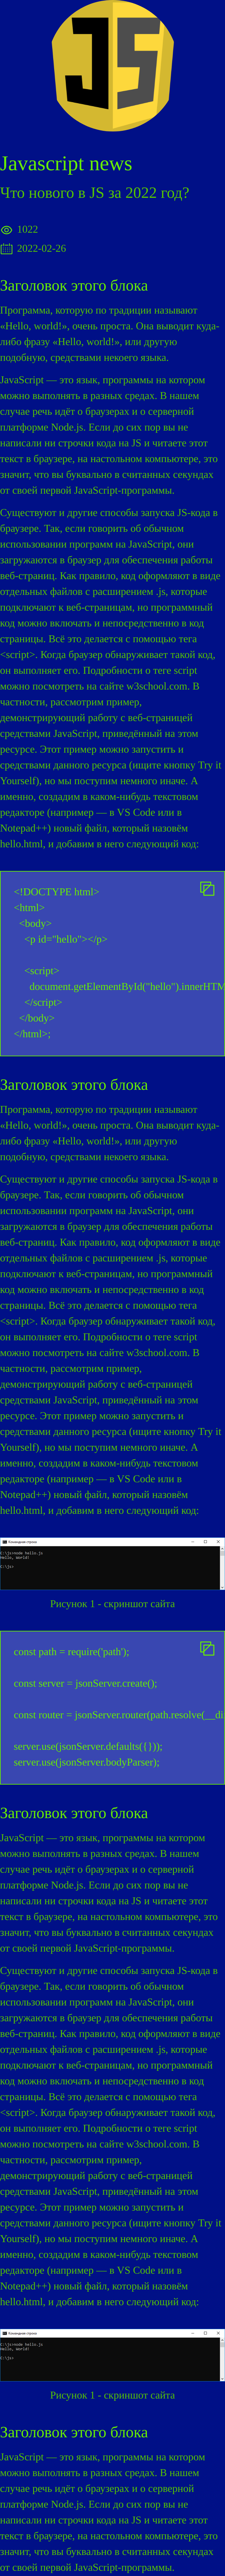 JS
Javascript news
Что нового в JS за 2022 год?
1022
2022-02-26
Заголовок этого блока
Программа, которую по традиции называют
«Hello, world!», очень проста. Она выводит куда-
либо фразу «Hello, world!», или другую
подобную, средствами некоего языка.
JavaScript — это язык, программы на котором
можно выполнять в разных средах. В нашем
случае речь идёт о браузерах и о серверной
платформе Node.js. Если до сих пор вы не
написали ни строчки кода на JS и читаете этот
текст в браузере, на настольном компьютере, это
значит, что вы буквально в считанных секундах
от своей первой JavaScript-программы.
Существуют и другие способы запуска JS-кода в
браузере. Так, если говорить об обычном
использовании программ на JavaScript, они
загружаются в браузер для обеспечения работы
веб-страниц. Как правило, код оформляют в виде
отдельных файлов с расширением .js, которые
подключают к веб-страницам, но программный
код можно включать и непосредственно в код
страницы. Всё это делается с помощью тега
<script>. Когда браузер обнаруживает такой код,
он выполняет его. Подробности о теге script
можно посмотреть на сайте w3school.com. В
частности, рассмотрим пример,
демонстрирующий работу с веб-страницей
средствами JavaScript, приведённый на этом
ресурсе. Этот пример можно запустить и
средствами данного ресурса (ищите кнопку Try it
Yourself), но мы поступим немного иначе. А
именно, создадим в каком-нибудь текстовом
редакторе (например — в VS Code или в
Notepad++) новый файл, который назовём
hello.html, и добавим в него следующий код:
<!DOCTYPE html>
<html>
<body>
<p id="hello"></p>
<script>
document.getElementById("hello").innerHTM
</script>
</body>
</html>;
Заголовок этого блока
Программа, которую по традиции называют
«Hello, world!», очень проста. Она выводит куда-
либо фразу «Hello, world!», или другую
подобную, средствами некоего языка.
Существуют и другие способы запуска JS-кода в
браузере. Так, если говорить об обычном
использовании программ на JavaScript, они
загружаются в браузер для обеспечения работы
веб-страниц. Как правило, код оформляют в виде
отдельных файлов с расширением .js, которые
подключают к веб-страницам, но программный
код можно включать и непосредственно в код
страницы. Всё это делается с помощью тега
<script>. Когда браузер обнаруживает такой код,
он выполняет его. Подробности о теге script
можно посмотреть на сайте w3school.com. В
частности, рассмотрим пример,
демонстрирующий работу с веб-страницей
средствами JavaScript, приведённый на этом
ресурсе. Этот пример можно запустить и
средствами данного ресурса (ищите кнопку Try it
Yourself), но мы поступим немного иначе. А
именно, создадим в каком-нибудь текстовом
редакторе (например — в VS Code или в
Notepad++) новый файл, который назовём
hello.html, и добавим в него следующий код:
Командная строка
C:\js>node hello.js
Hello, World!
C:\js>
Рисунок 1 - скриншот сайта
const path = require('path');
const server = jsonServer.create();
const router = jsonServer.router(path.resolve(__di
server.use(jsonServer.defaults({}));
server.use(jsonServer.bodyParser);
Заголовок этого блока
JavaScript — это язык, программы на котором
можно выполнять в разных средах. В нашем
случае речь идёт о браузерах и о серверной
платформе Node.js. Если до сих пор вы не
написали ни строчки кода на JS и читаете этот
текст в браузере, на настольном компьютере, это
значит, что вы буквально в считанных секундах
от своей первой JavaScript-программы.
Существуют и другие способы запуска JS-кода в
браузере. Так, если говорить об обычном
использовании программ на JavaScript, они
загружаются в браузер для обеспечения работы
веб-страниц. Как правило, код оформляют в виде
отдельных файлов с расширением .js, которые
подключают к веб-страницам, но программный
код можно включать и непосредственно в код
страницы. Всё это делается с помощью тега
<script>. Когда браузер обнаруживает такой код,
он выполняет его. Подробности о теге script
можно посмотреть на сайте w3school.com. В
частности, рассмотрим пример,
демонстрирующий работу с веб-страницей
средствами JavaScript, приведённый на этом
ресурсе. Этот пример можно запустить и
средствами данного ресурса (ищите кнопку Try it
Yourself), но мы поступим немного иначе. А
именно, создадим в каком-нибудь текстовом
редакторе (например — в VS Code или в
Notepad++) новый файл, который назовём
hello.html, и добавим в него следующий код:
Командная строка
C:\js>node hello.js
Hello, World!
C:\js>
Рисунок 1 - скриншот сайта
Заголовок этого блока
JavaScript — это язык, программы на котором
можно выполнять в разных средах. В нашем
случае речь идёт о браузерах и о серверной
платформе Node.js. Если до сих пор вы не
написали ни строчки кода на JS и читаете этот
текст в браузере, на настольном компьютере, это
значит, что вы буквально в считанных секундах
от своей первой JavaScript-программы.